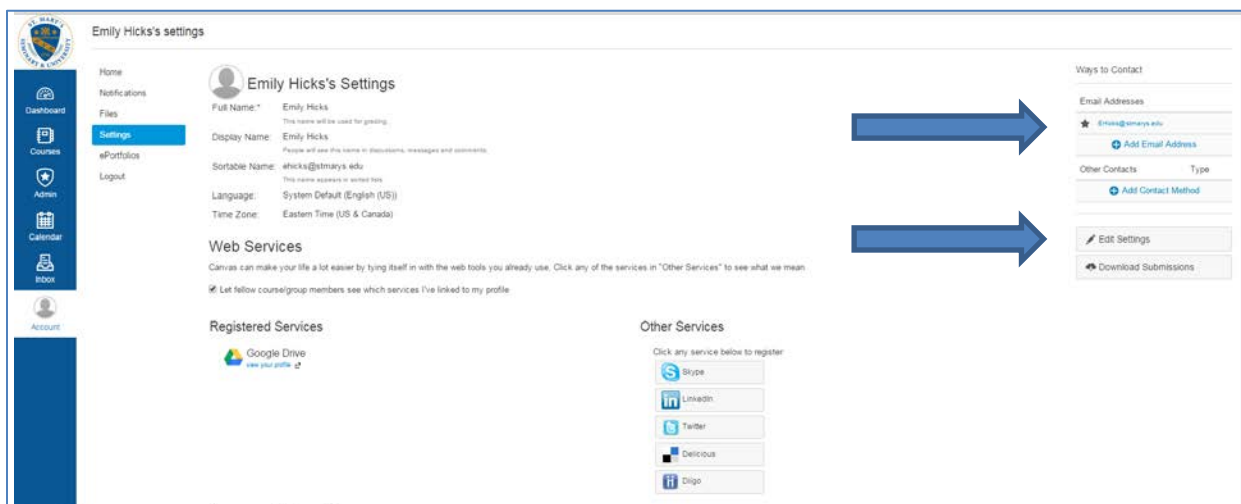 ST. MARY'S
SEMINARY & UNIVERSITY
Emily Hicks's settings
Dashboard
Courses
Admin
Calendar
Inbox
Account
Home
Notifications
Files
Settings
ePortfolios
Logout
Emily Hicks's Settings
Full Name:* Emily Hicks
This name will be used for grading.
Display Name: Emily Hicks
People will see this name in discussions, messages and comments.
Sortable Name: ehicks@stmarys.edu
This name appears in sorted lists.
Language: System Default (English (US))
Time Zone: Eastern Time (US & Canada)
Web Services
Canvas can make your life a lot easier by tying itself in with the web tools you already use. Click any of the services in "Other Services" to see what we mean
Let fellow course/group members see which services I've linked to my profile
Registered Services
Google Drive
view your profile
Other Services
Click any service below to register
Skype
LinkedIn
Twitter
Delicious
Diigo
Ways to Contact
Email Addresses
EHicks@stmarys.edu
Add Email Address
Other Contacts Type
Add Contact Method
Edit Settings
Download Submissions